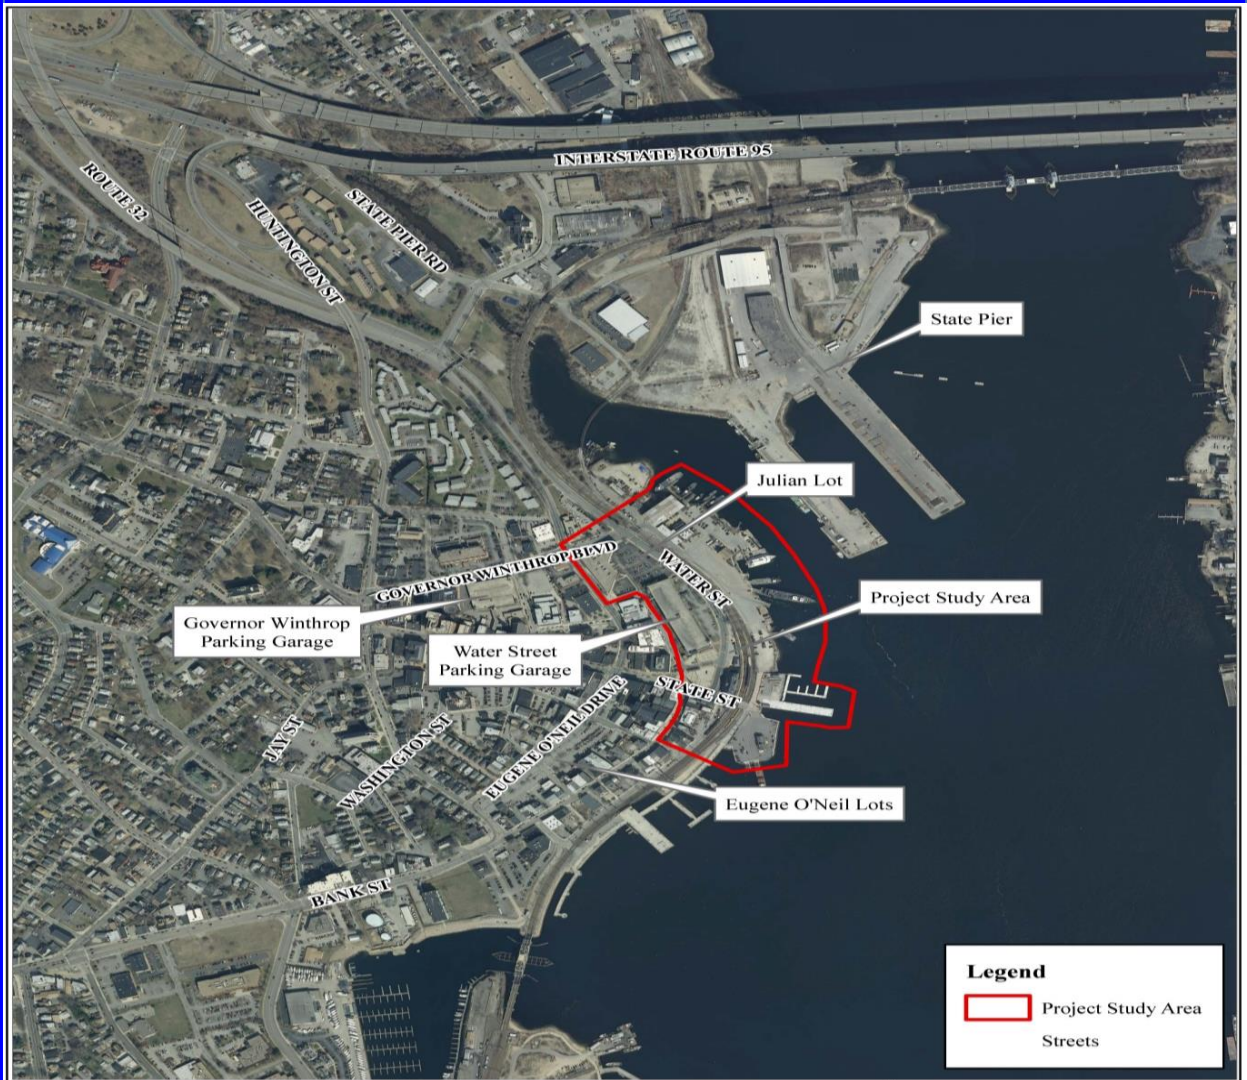 INTERSTATE ROUTE 95
ROUTE 32
STATE PIER RD
HUNTINGTON ST
State Pier
Julian Lot
GOVERNOR WINTHROP BLVD
WATER ST
Project Study Area
Governor Winthrop
Parking Garage
Water Street
Parking Garage
STATE ST
EUGENE O'NEIL DRIVE
JAY ST
WASHINGTON ST
Eugene O'Neil Lots
BANK ST
Legend
Project Study Area
Streets